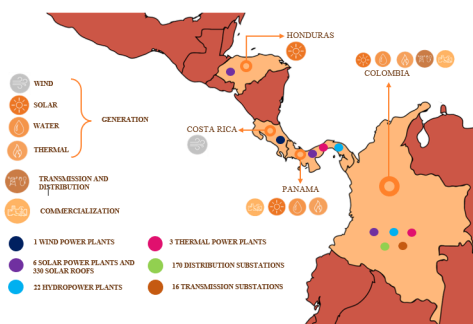 HONDURAS
COLOMBIA
WIND
SOLAR
GENERATION
WATER
COSTA RICA
THERMAL
TRANSMISSION AND
DISTRIBUTION
PANAMA
COMMERCIALIZATION
1 WIND POWER PLANTS
3 THERMAL POWER PLANTS
6 SOLAR POWER PLANTS AND
330 SOLAR ROOFS
170 DISTRIBUTION SUBSTATIONS
22 HYDROPOWER PLANTS
16 TRANSMISSION SUBSTATIONS